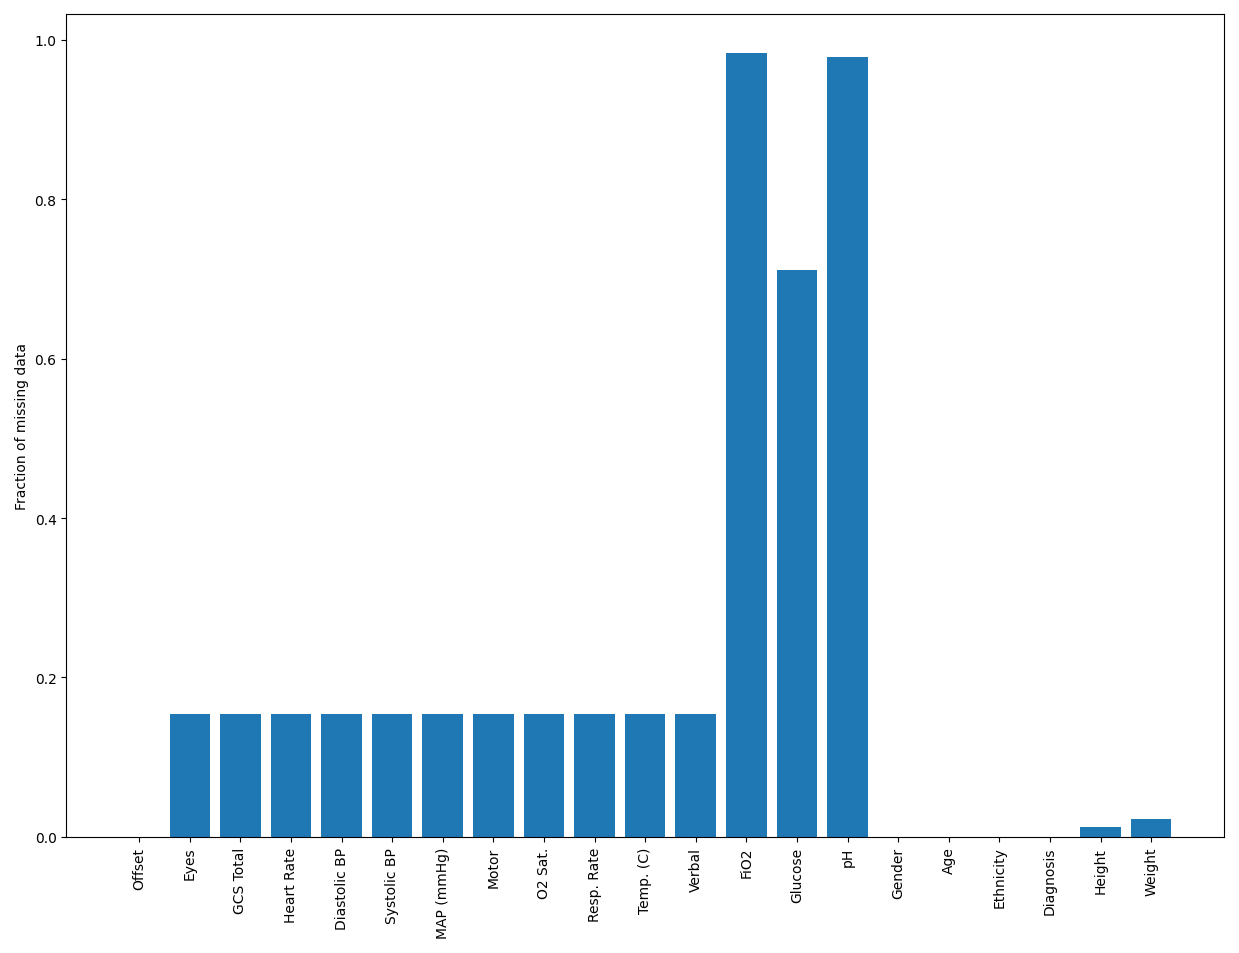 1.0
0.8
0.6
0.4
0.2
0.0
Fraction of missing data
Offset
Eyes
GCS Total
Heart Rate
Diastolic BP
Systolic BP
MAP (mmHg)
Motor
O2 Sat.
Resp. Rate
Temp. (C)
Verbal
FiO2
Glucose
pH
Gender
Age
Ethnicity
Diagnosis
Height
Weight